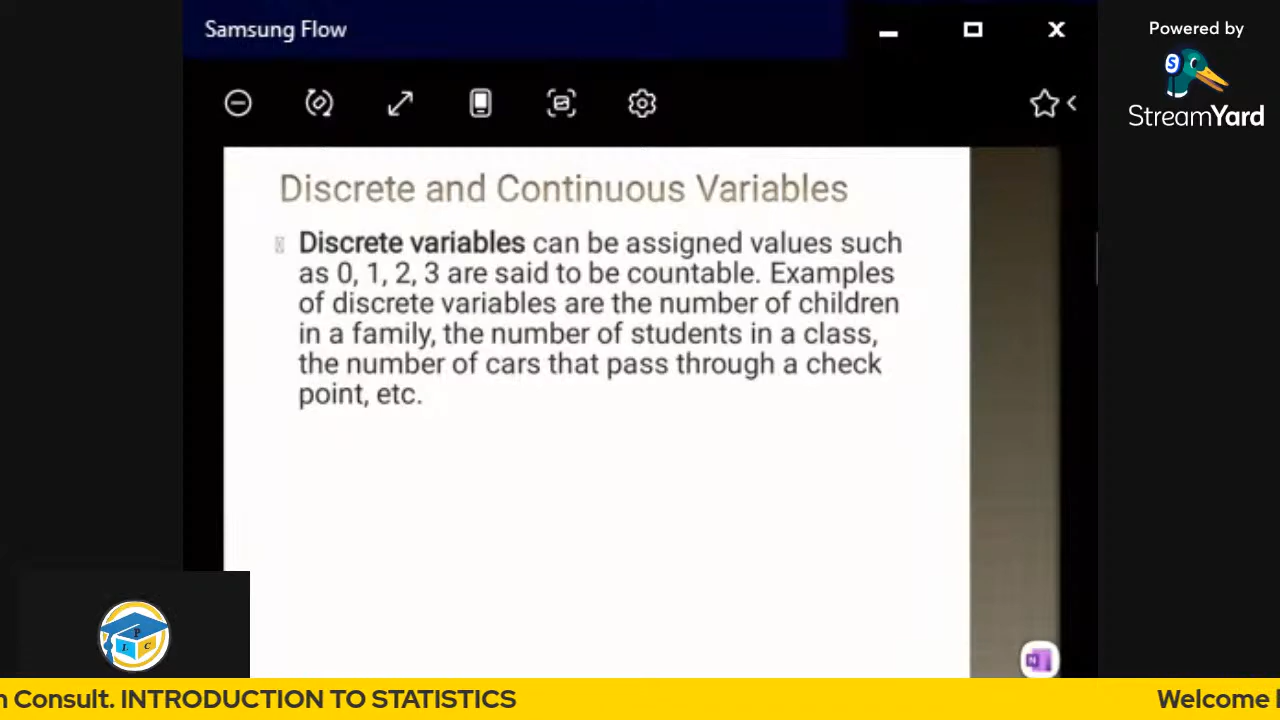 Samsung Flow
Powered by
StreamYard
Discrete and Continuous Variables
Discrete variables can be assigned values such
as 0, 1, 2, 3 are said to be countable. Examples
of discrete variables are the number of children
in a family, the number of students in a class,
the number of cars that pass through a check
point, etc.
P
L C
N
n Consult. INTRODUCTION TO STATISTICS
Welcome